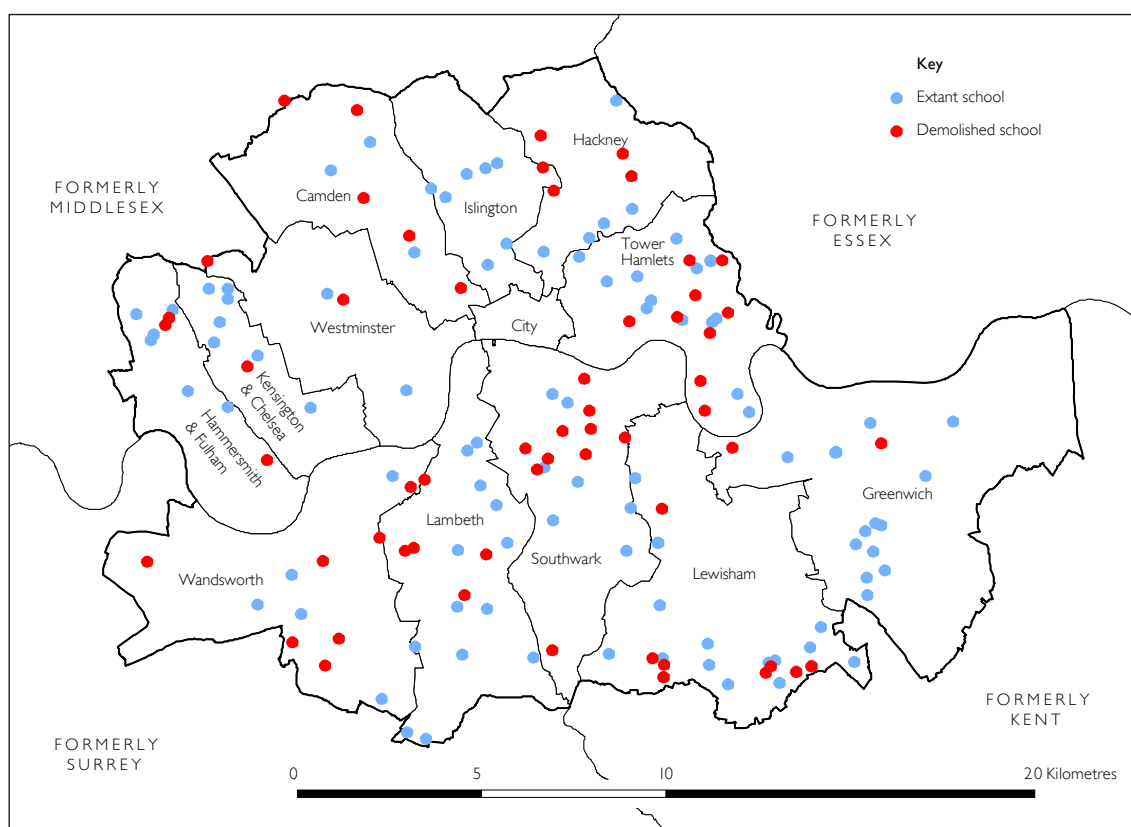 Key
Extant school
Demolished school
FORMERLY
MIDDLESEX
FORMERLY
ESSEX
Hackney
Camden
Islington
Tower
Hamlets
Westminster
City
Kensington
& Chelsea
Hammersmith
& Fulham
Greenwich
Lambeth
Southwark
Lewisham
Wandsworth
FORMERLY
KENT
FORMERLY
SURREY
0
5
10
20 Kilometres